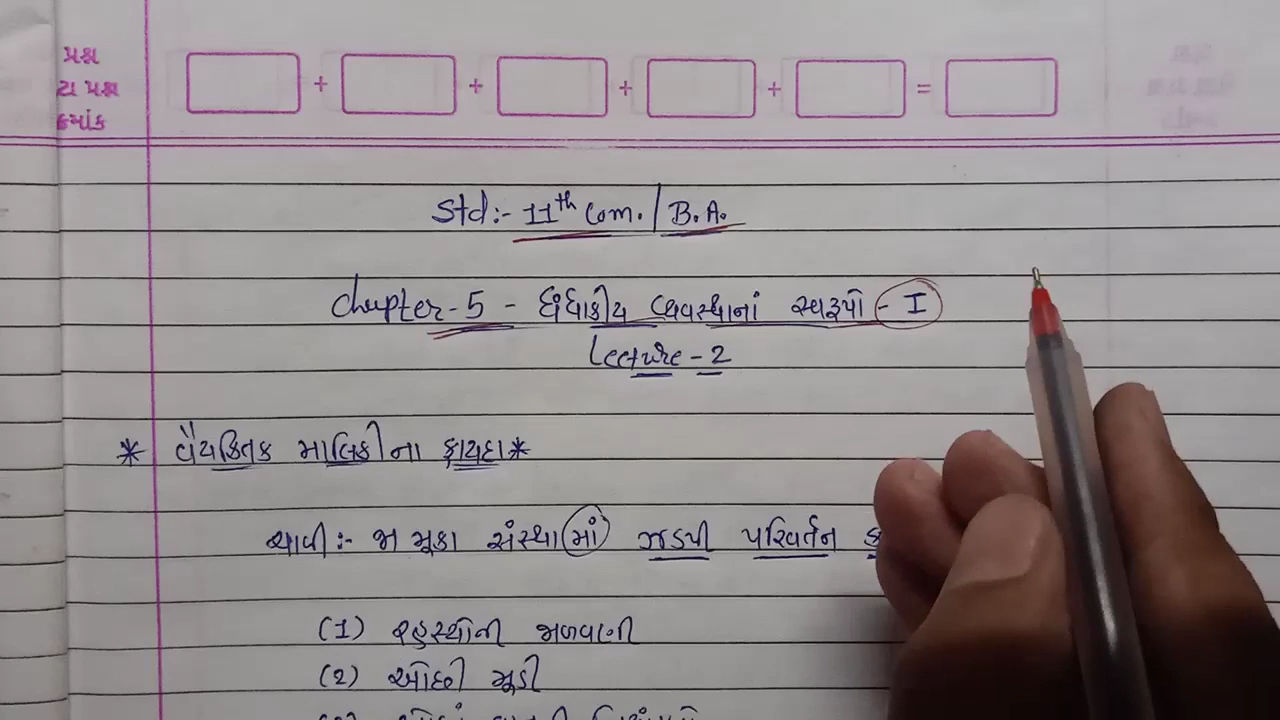 પ્રશ્ન
ટા પ્રશ્ન
ક્રમાંક
+ + + + =
Std:- 11th Com. / B.A.
Chapter-5 - ધંધાકીય વ્યવસ્થાનાં સ્વરૂપો - I
Lecture - 2
* વૈયક્તિક માલિકીના ફાયદા *
ચાવી :- જા મૂકા સંસ્થામાં ઝડપી પરિવર્તન
(1) રહસ્યોની જાળવણી
(2) ઓછી મૂડી